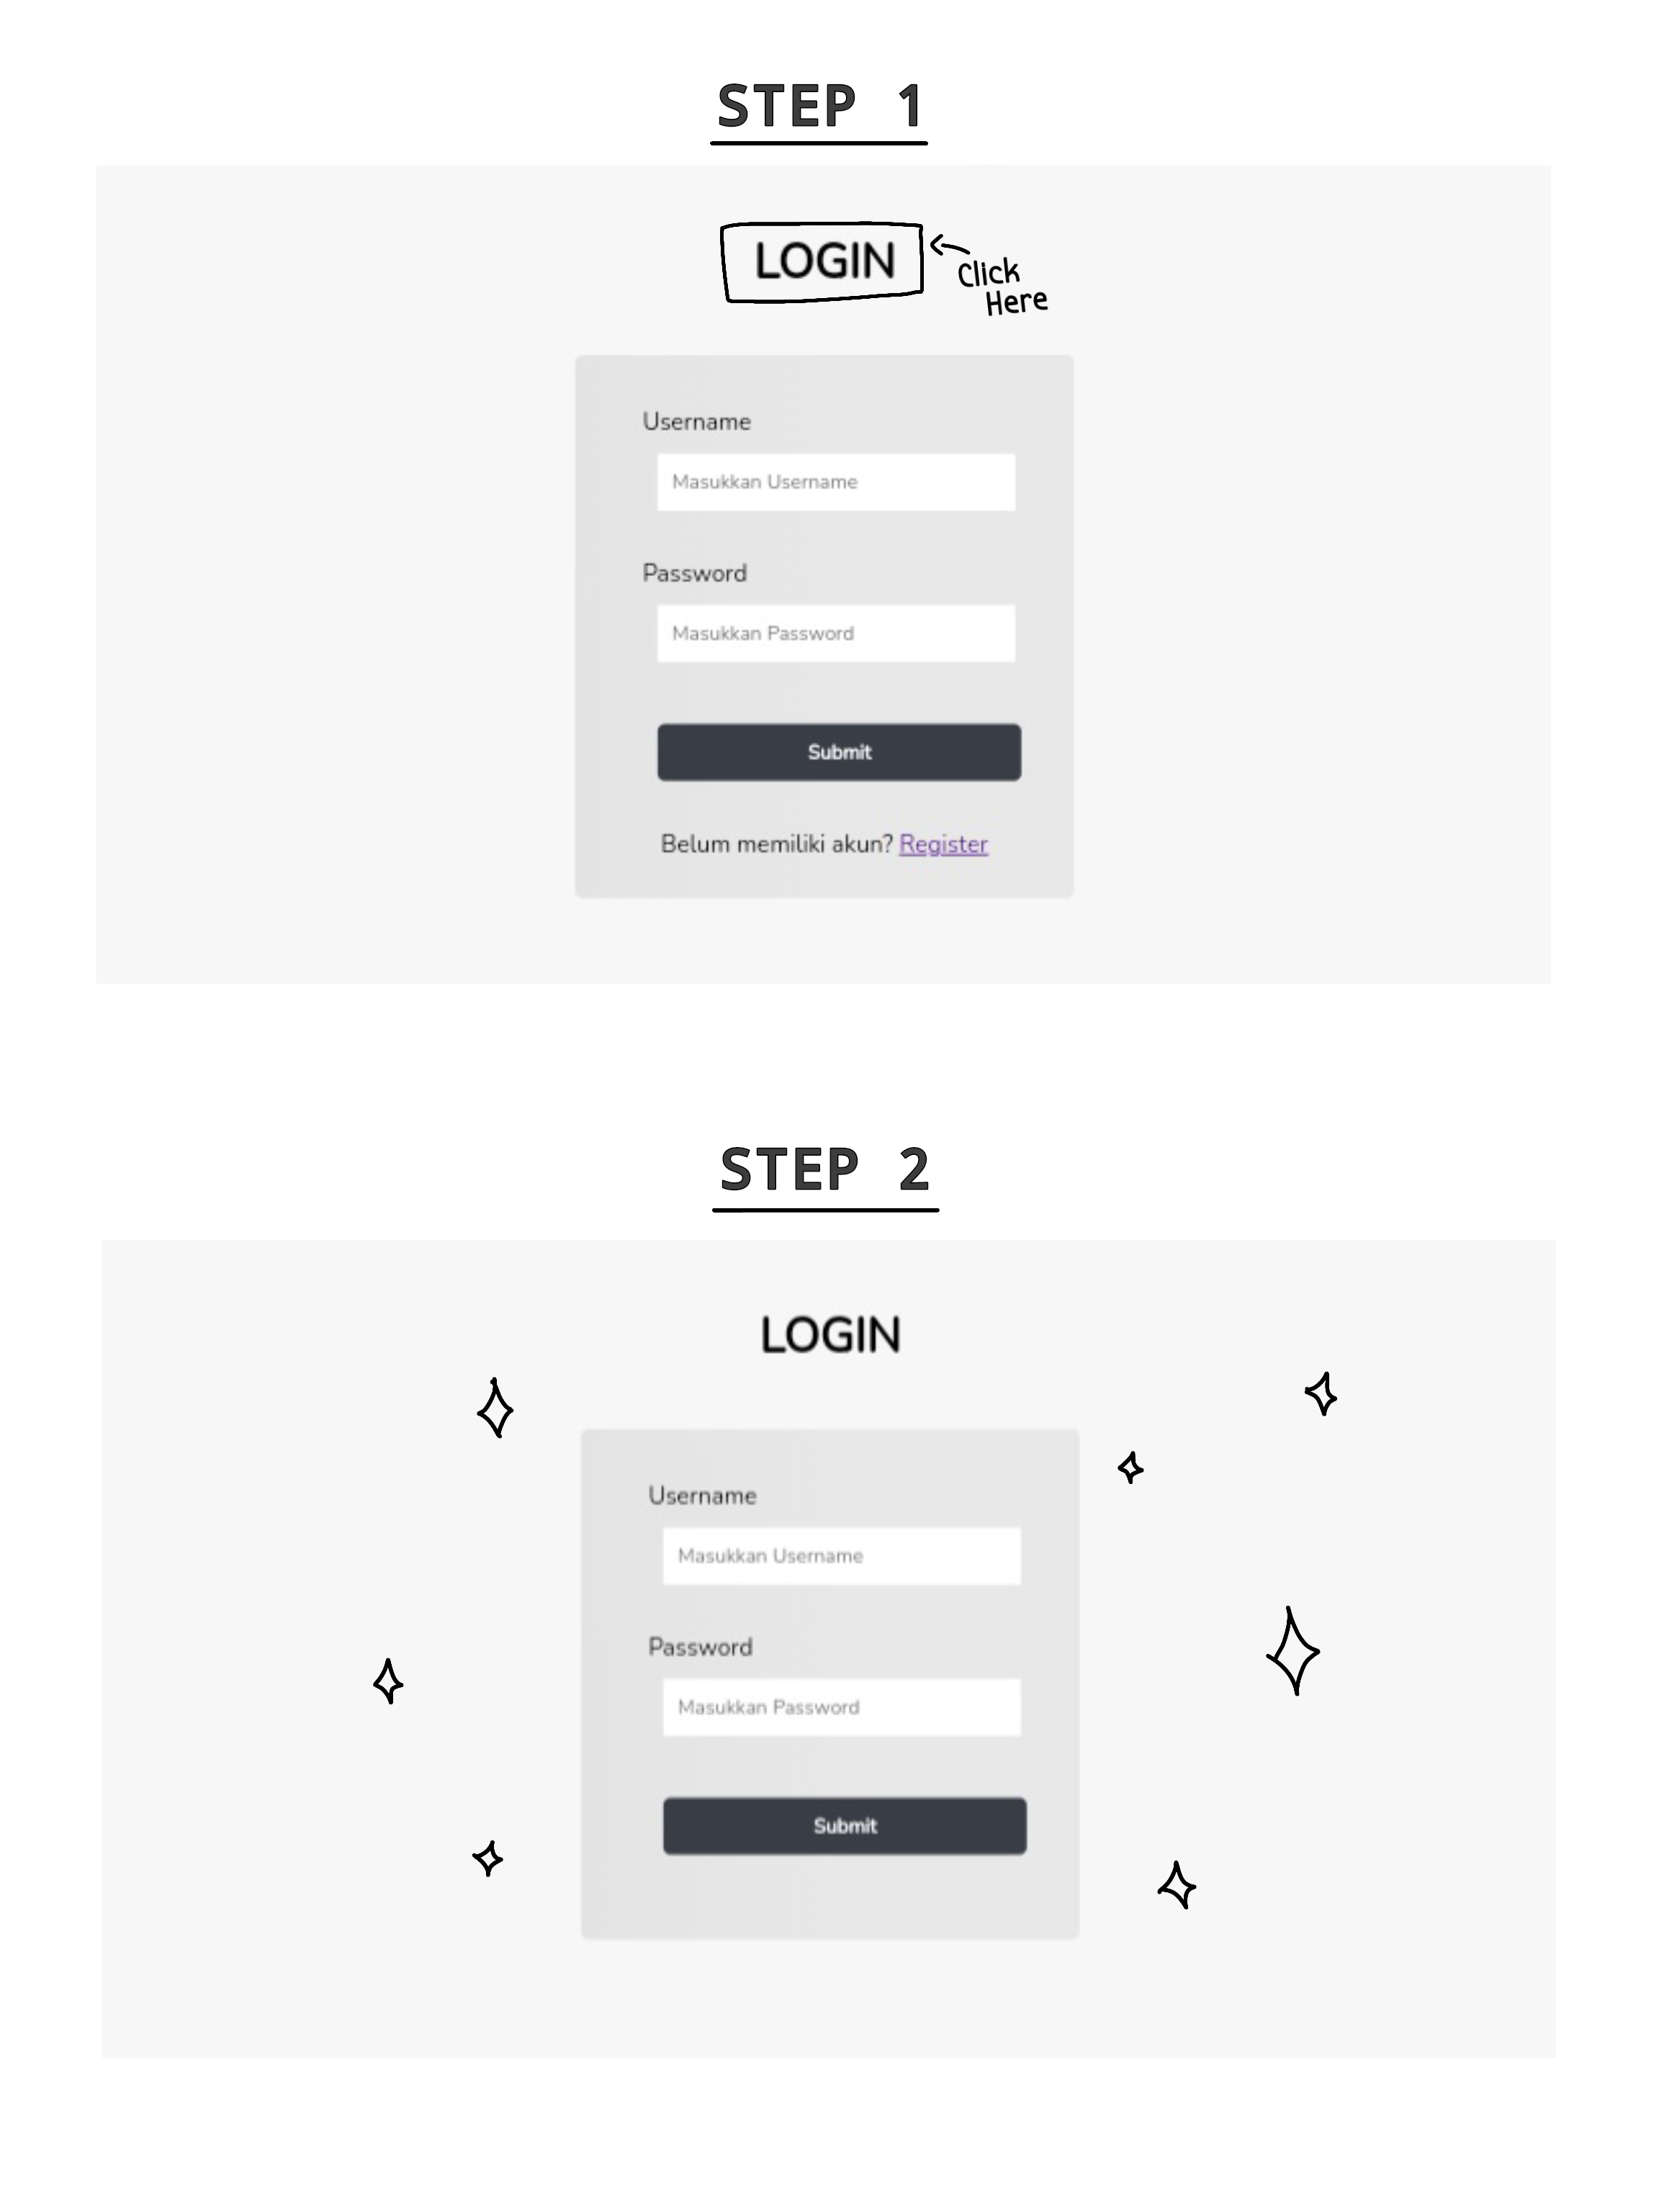 STEP 1
LOGIN
Click
Here
Username
Masukkan Username
Password
Masukkan Password
Submit
Belum memiliki akun? Register
STEP 2
LOGIN
Username
Masukkan Username
Password
Masukkan Password
Submit